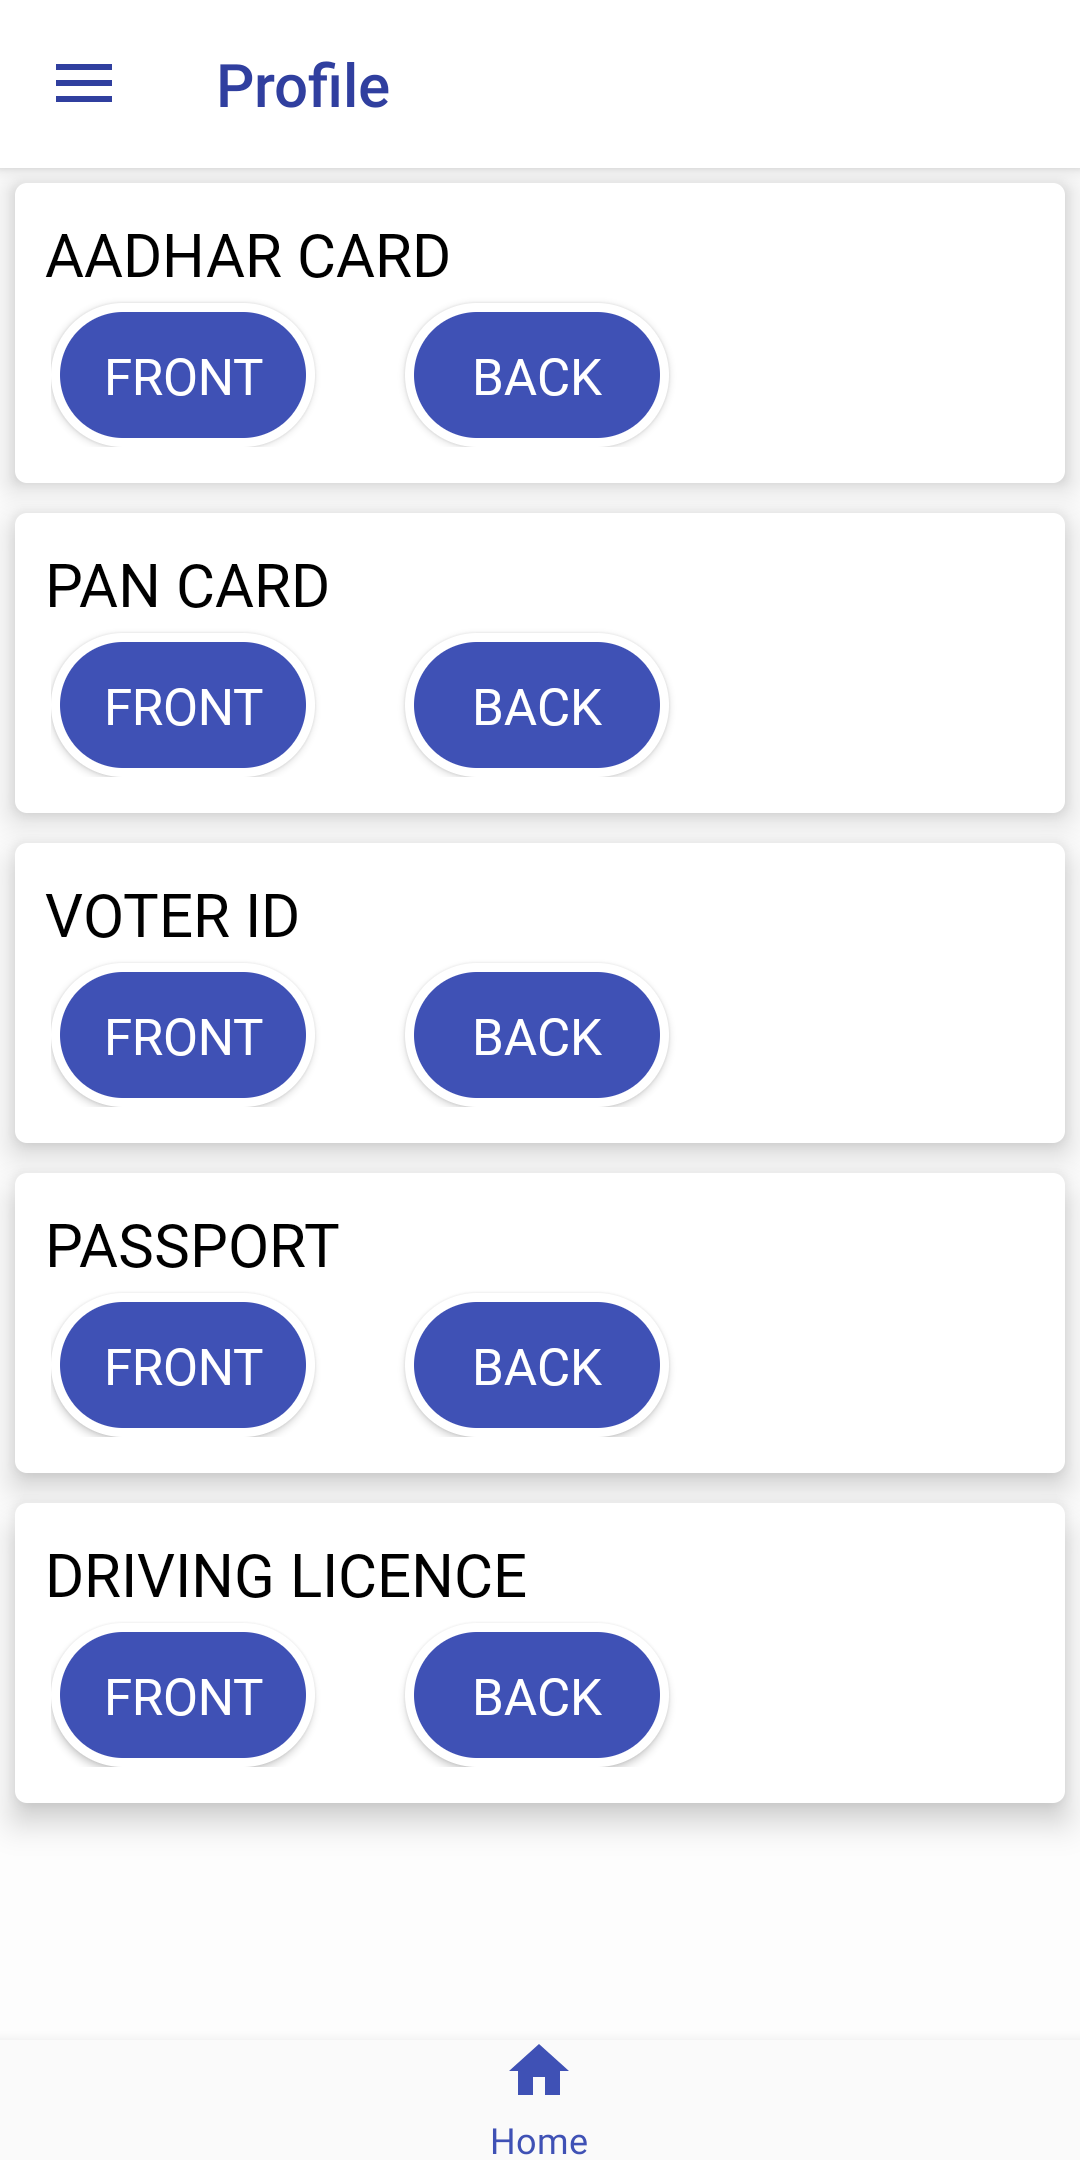 Profile
AADHAR CARD
FRONT BACK
PAN CARD
FRONT BACK
VOTER ID
FRONT BACK
PASSPORT
FRONT BACK
DRIVING LICENCE
FRONT BACK
Home